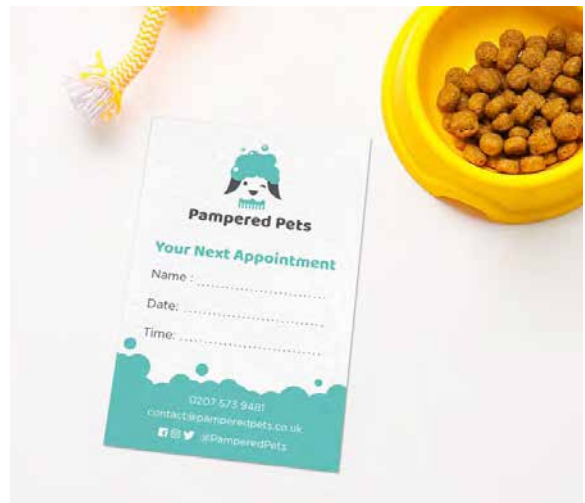 Pampered Pets
Your Next Appointment
Name :
Date:
Time:
0207 573 9481
contact@pamperedpets.co.uk
@PamperedPets